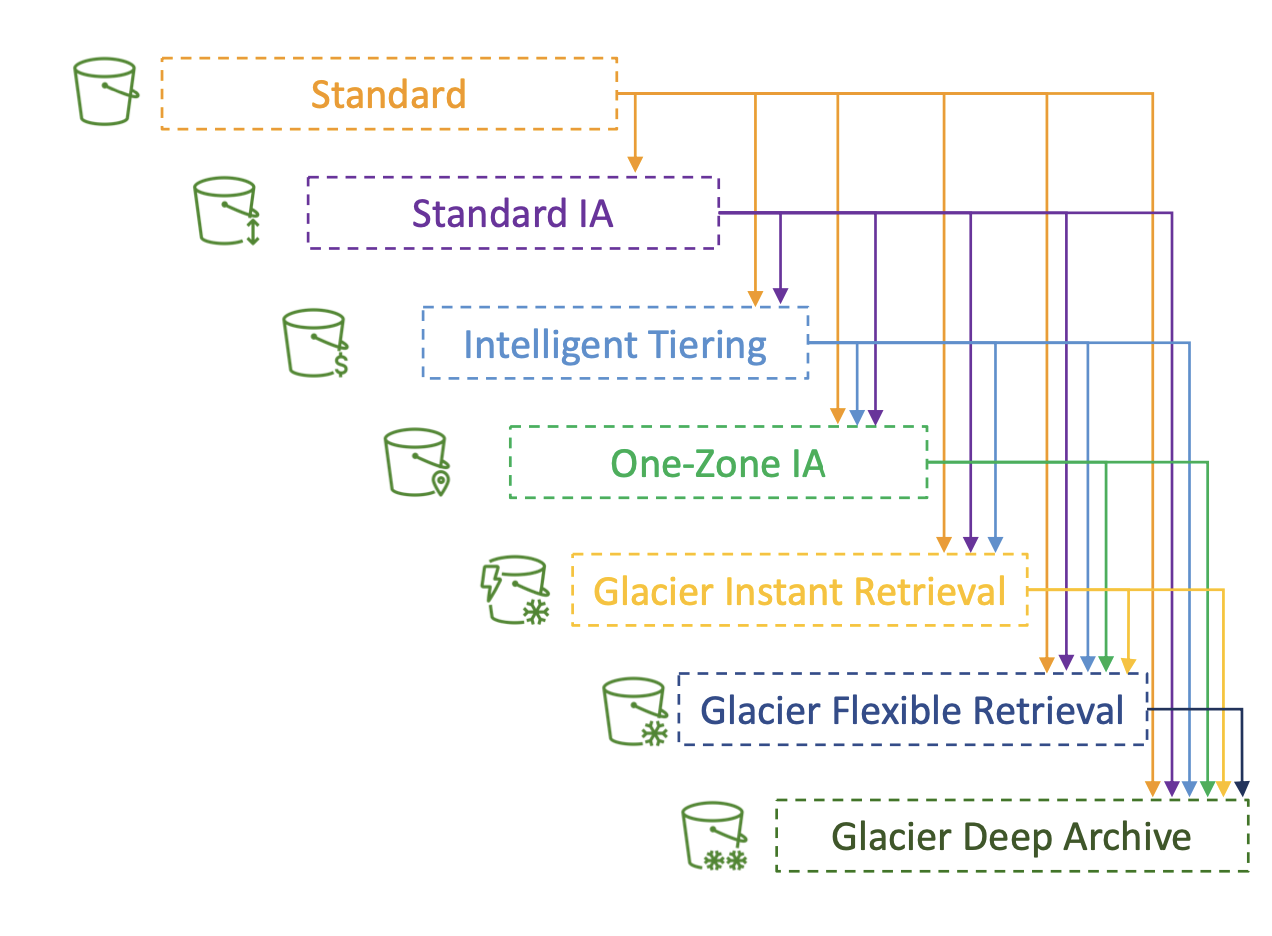 Standard
Standard IA
$
Intelligent Tiering
One-Zone IA
Glacier Instant Retrieval
Glacier Flexible Retrieval
Glacier Deep Archive